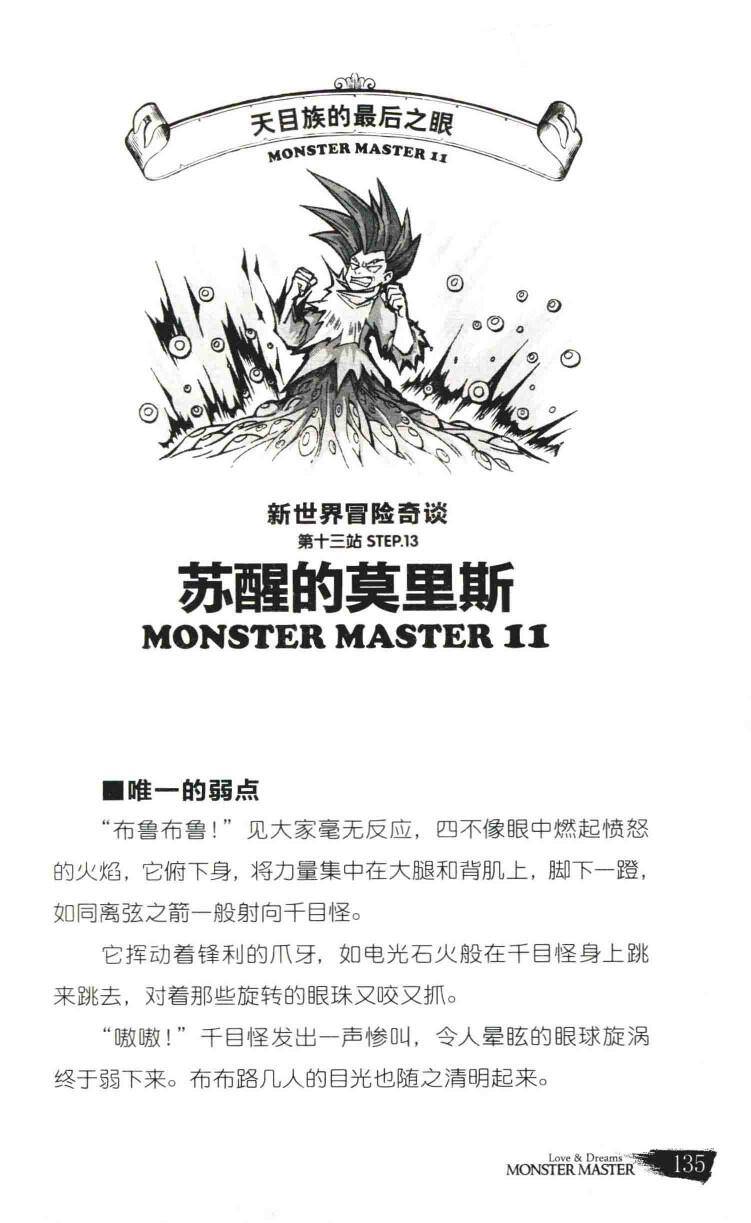 天目族的最后之眼
MONSTER MASTER 11
新世界冒险奇谈
第十三站 STEP.13
苏醒的莫里斯
MONSTER MASTER 11
■唯一的弱点
“布鲁布鲁！”见大家毫无反应，四不像眼中燃起愤怒
的火焰，它俯下身，将力量集中在大腿和背肌上，脚下一蹬，
如同离弦之箭一般射向千目怪。
它挥动着锋利的爪牙，如电光石火般在千目怪身上跳
来跳去，对着那些旋转的眼珠又咬又抓。
“嗷嗷！”千目怪发出一声惨叫，令人晕眩的眼球旋涡
终于弱下来。布布路几人的目光也随之清明起来。
Love & Dreams
MONSTER MASTER 135